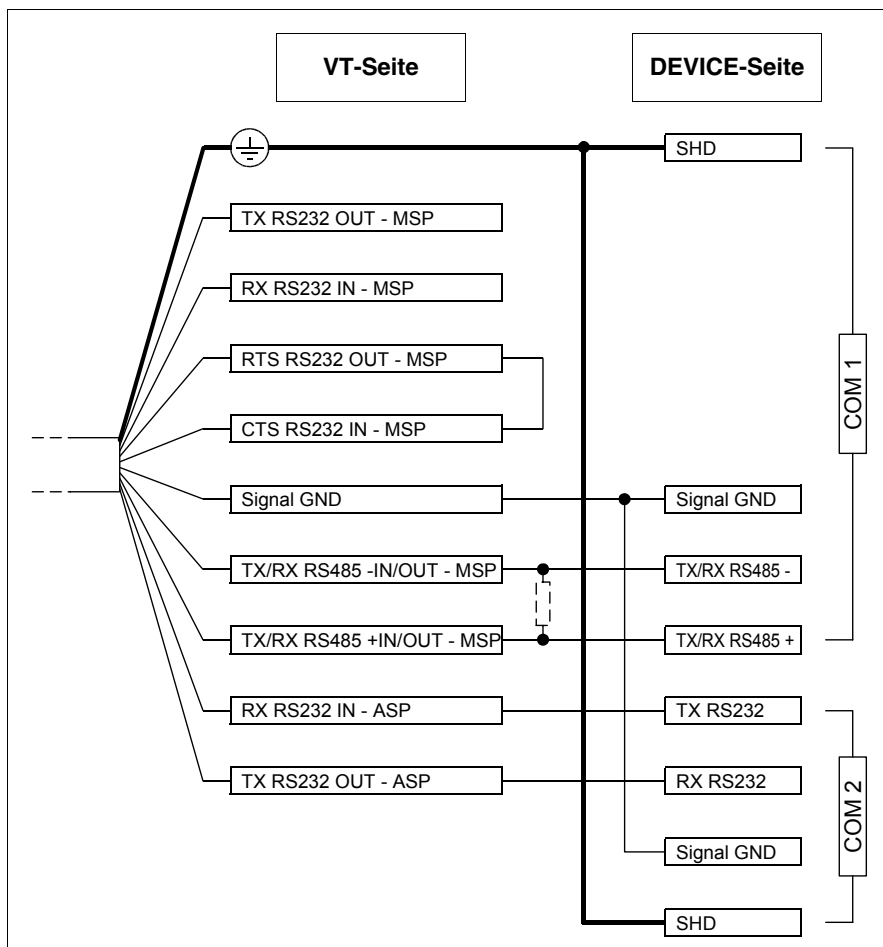 VT-Seite DEVICE-Seite
SHD
TX RS232 OUT - MSP
RX RS232 IN - MSP
RTS RS232 OUT - MSP
CTS RS232 IN - MSP
Signal GND Signal GND
TX/RX RS485 -IN/OUT - MSP TX/RX RS485 -
TX/RX RS485 +IN/OUT - MSP TX/RX RS485 +
COM 1
RX RS232 IN - ASP TX RS232
TX RS232 OUT - ASP RX RS232
Signal GND
SHD
COM 2